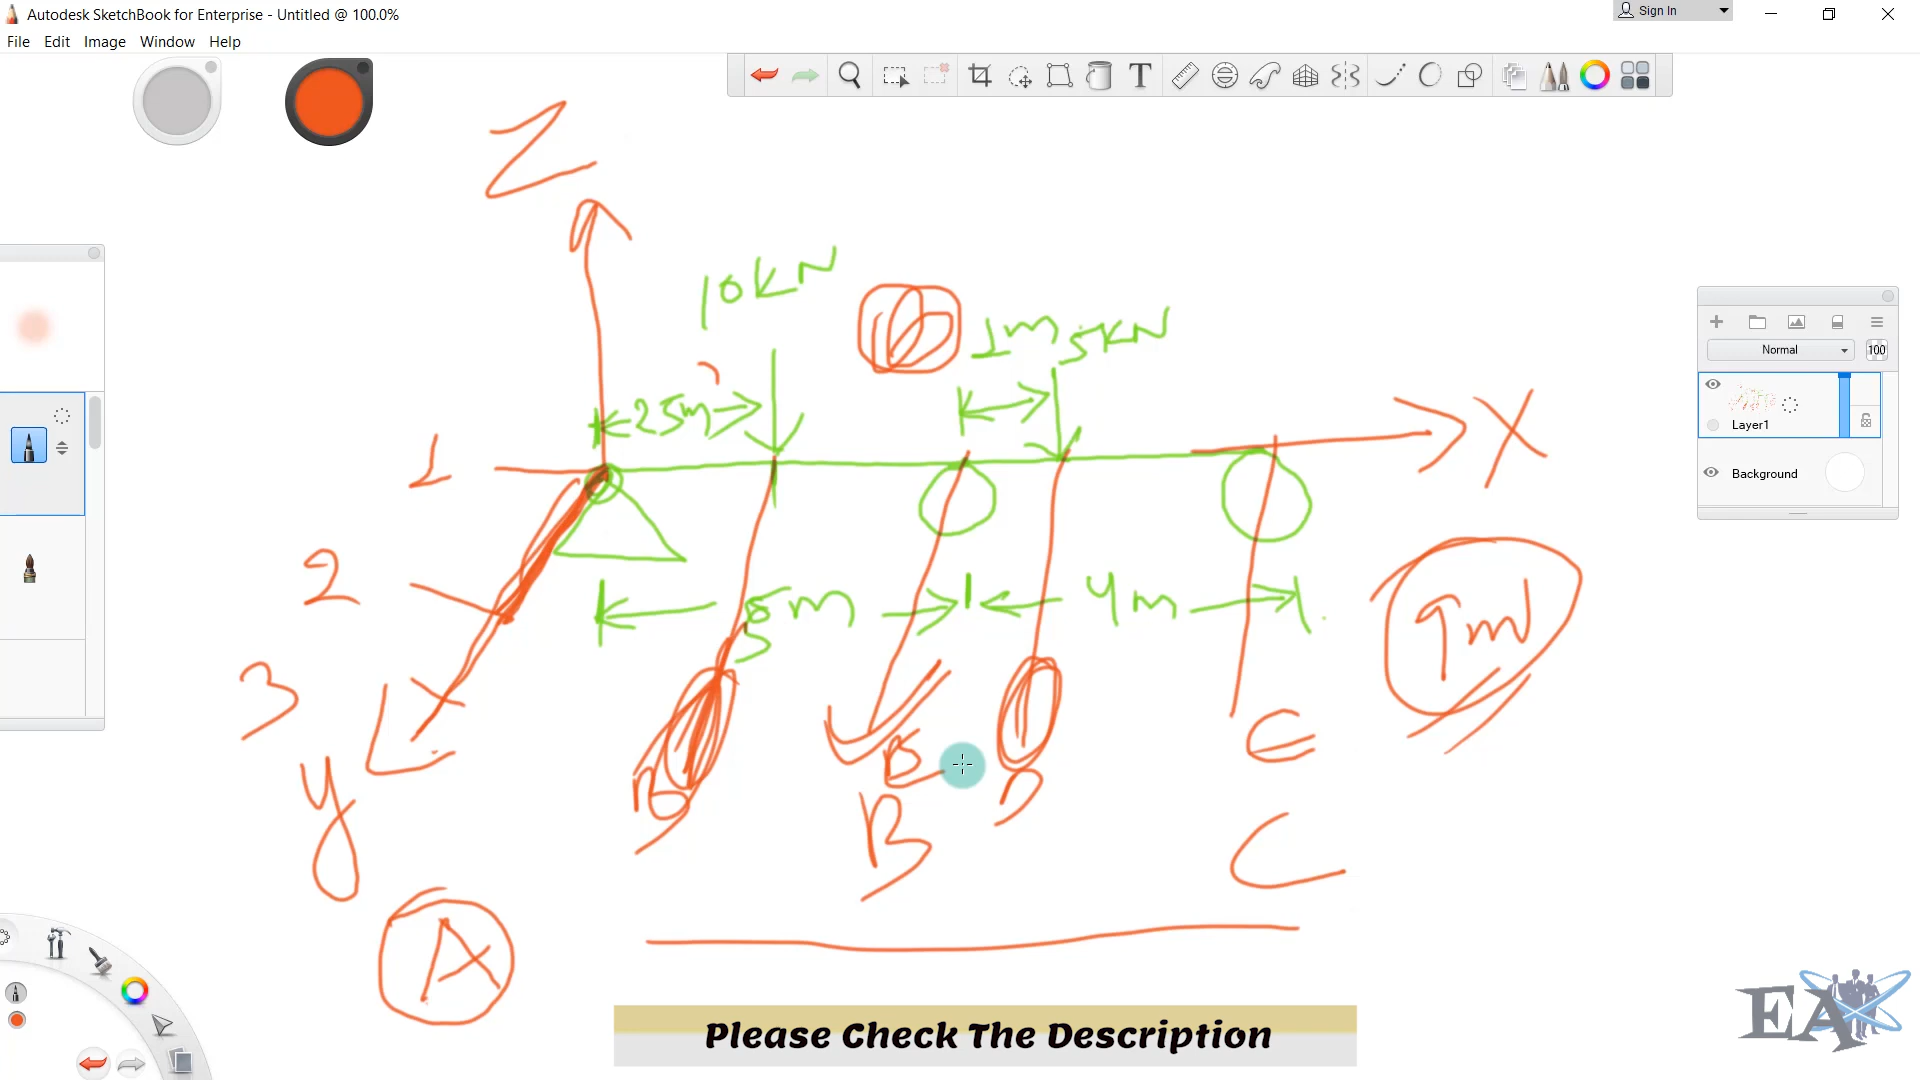 Autodesk SketchBook for Enterprise - Untitled @ 100.0%
Sign In
File Edit Image Window Help
T
Z
10KN
1m 5KN
Normal
100
Layer1
Background
2.5m
X
1
2
5m
4m
9m
3
B
D
y
B
C
A
Please Check The Description
EA